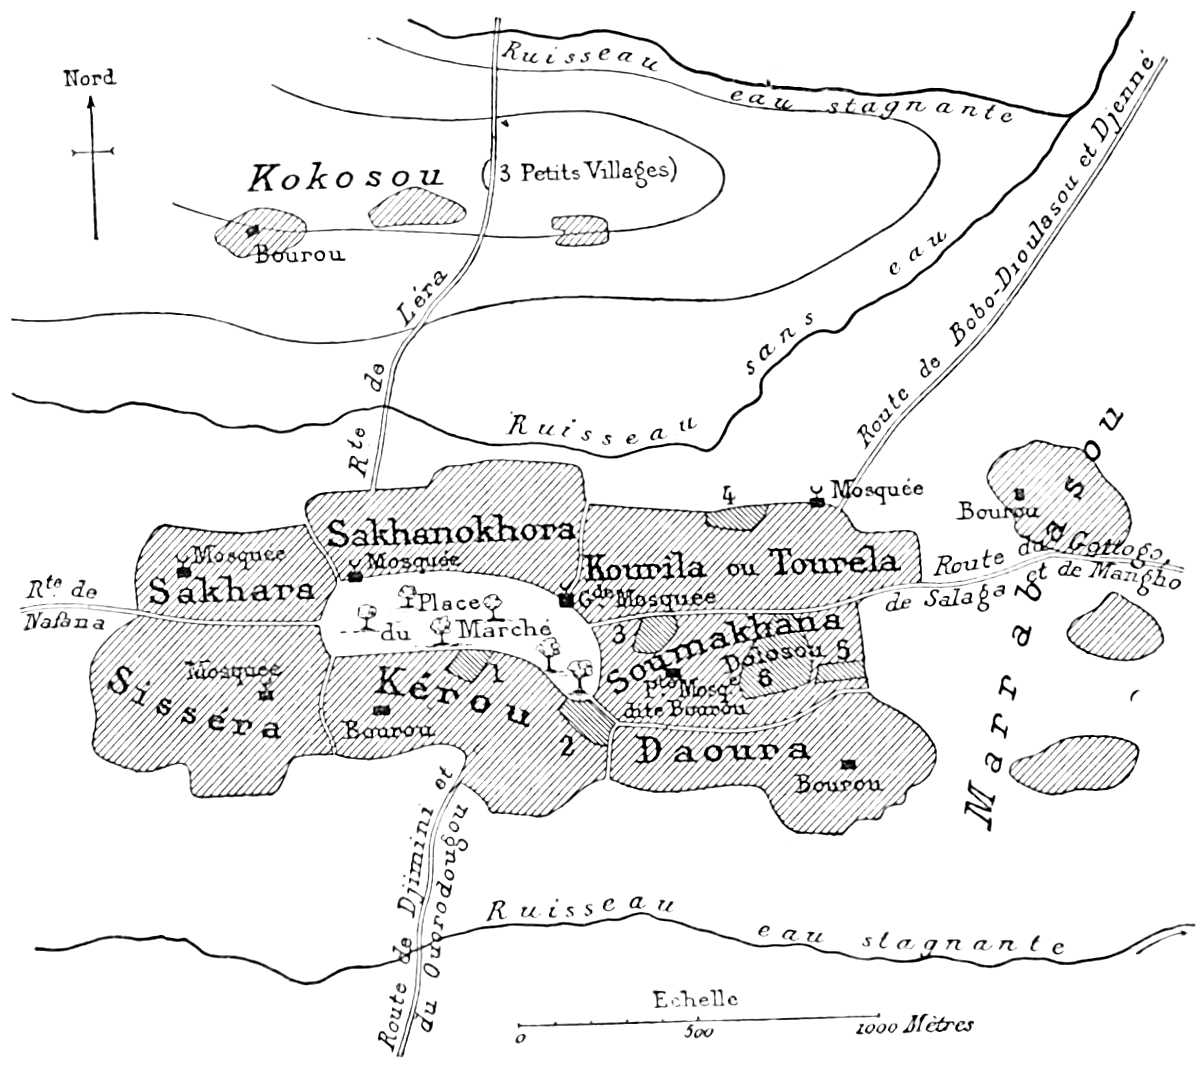 Nord
Ruisseau
eau stagnante
Kokosou
(3 Petits Villages)
Bourou
Rte de Léra
Ruisseau sans eau
Route de Bobo-Dioulasou et Djenné
4
Mosquée
Bourou
Marrabasou
Sakhanokhora
Mosquée
Mosquée
Sakhara
Kourila ou Touréla
Gde Mosquée
Route du Gottogo,
de Salaga et de Mangho
Rte de
Nafana
Place
du Marché
3
Soumakhana
Dolosou
5
6
Pte Mosqe
dite Bourou
Mosquée
Sisséra
Kérou
1
Bourou
2
Daoura
Bourou
Route de Djimini et
du Ouorodougou
Ruisseau
eau stagnante
Echelle
0 500 1000 Mètres